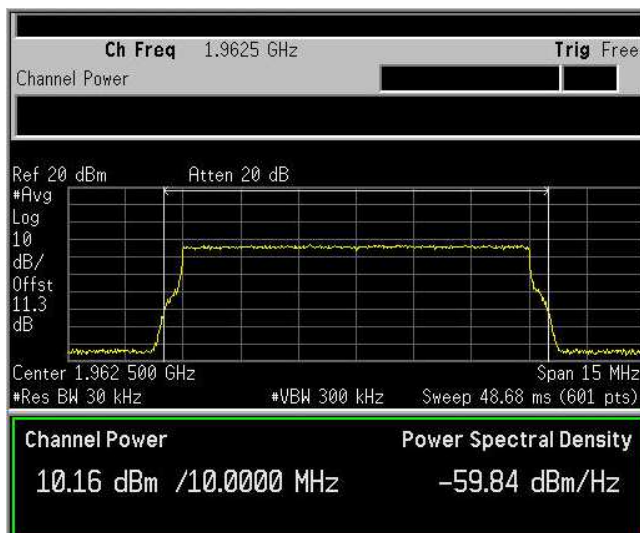 Ch Freq 1.9625 GHz Trig Free
Channel Power
Ref 20 dBm Atten 20 dB
#Avg
Log
10
dB/
Offst
11.3
dB
Center 1.962 500 GHz Span 15 MHz
#Res BW 30 kHz #VBW 300 kHz Sweep 48.68 ms (601 pts)
Channel Power Power Spectral Density
10.16 dBm /10.0000 MHz -59.84 dBm/Hz